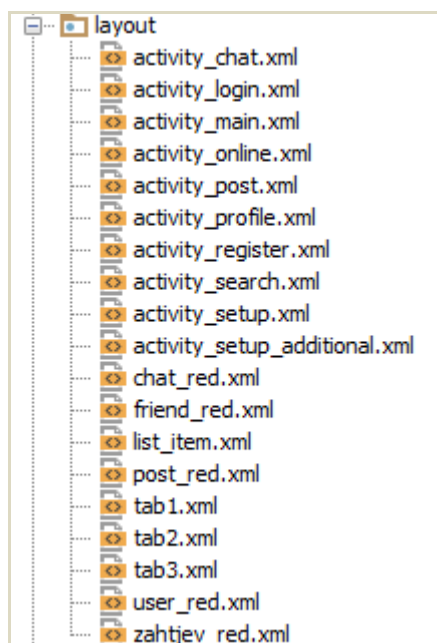 layout
activity_chat.xml
activity_login.xml
activity_main.xml
activity_online.xml
activity_post.xml
activity_profile.xml
activity_register.xml
activity_search.xml
activity_setup.xml
activity_setup_additional.xml
chat_red.xml
friend_red.xml
list_item.xml
post_red.xml
tab1.xml
tab2.xml
tab3.xml
user_red.xml
zahtjev_red.xml